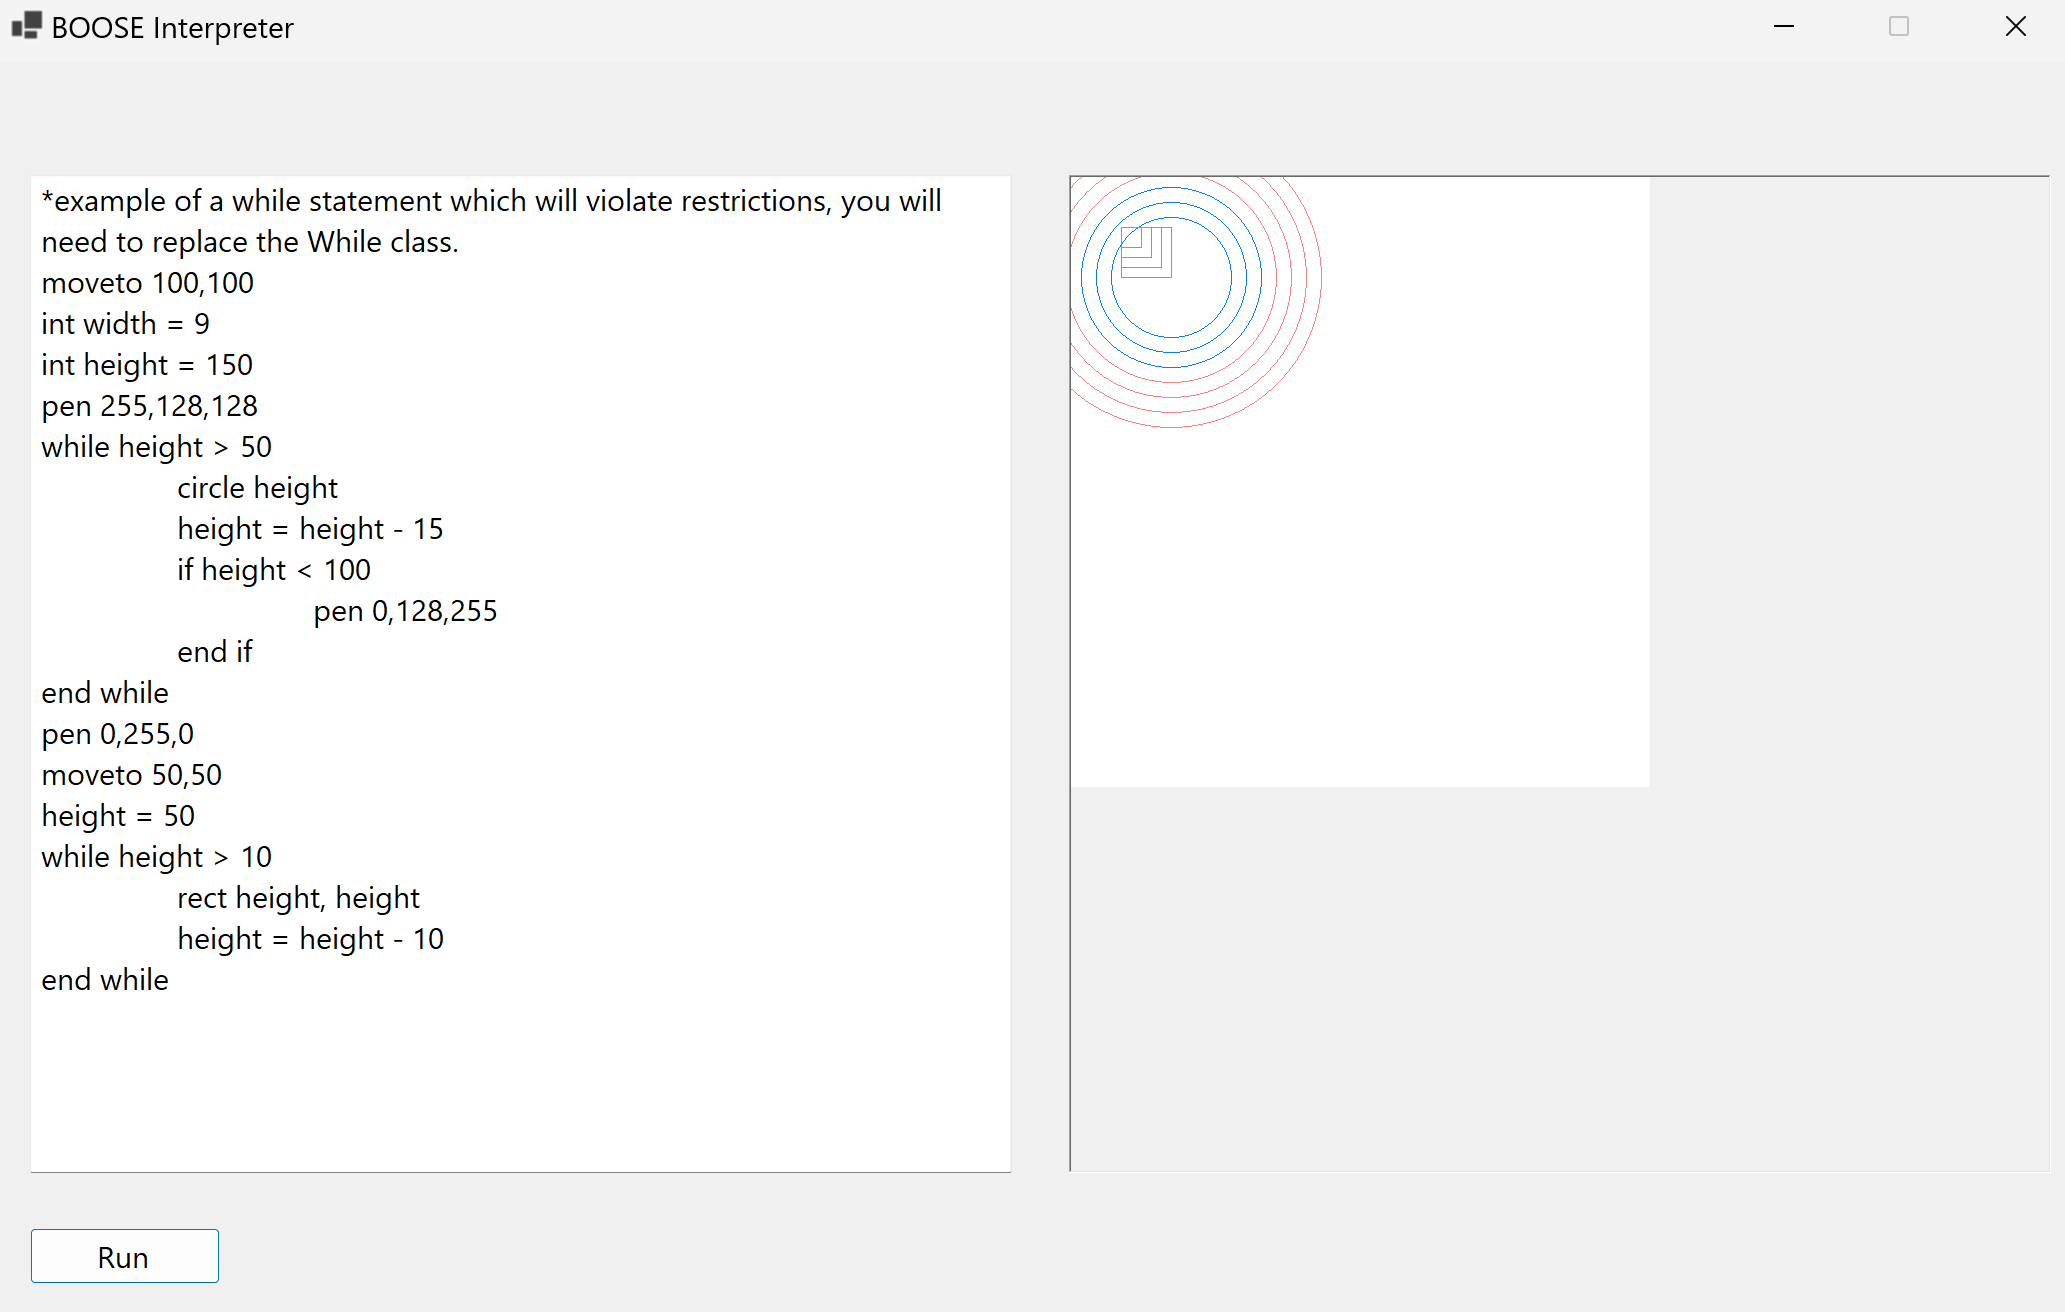 BOOSE Interpreter
*example of a while statement which will violate restrictions, you will
need to replace the While class.
moveto 100,100
int width = 9
int height = 150
pen 255,128,128
while height > 50
circle height
height = height - 15
if height < 100
pen 0,128,255
end if
end while
pen 0,255,0
moveto 50,50
height = 50
while height > 10
rect height, height
height = height - 10
end while
Run